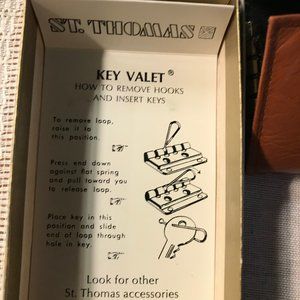 ST. THOMAS
KEY VALET®
HOW TO REMOVE HOOKS
AND INSERT KEYS
To remove loop,
raise it to
this position.
Press end down
against flat spring
and pull toward you
to release loop.
Place key in this
position and slide
end of loop through
hole in key.
Look for other
St. Thomas accessories